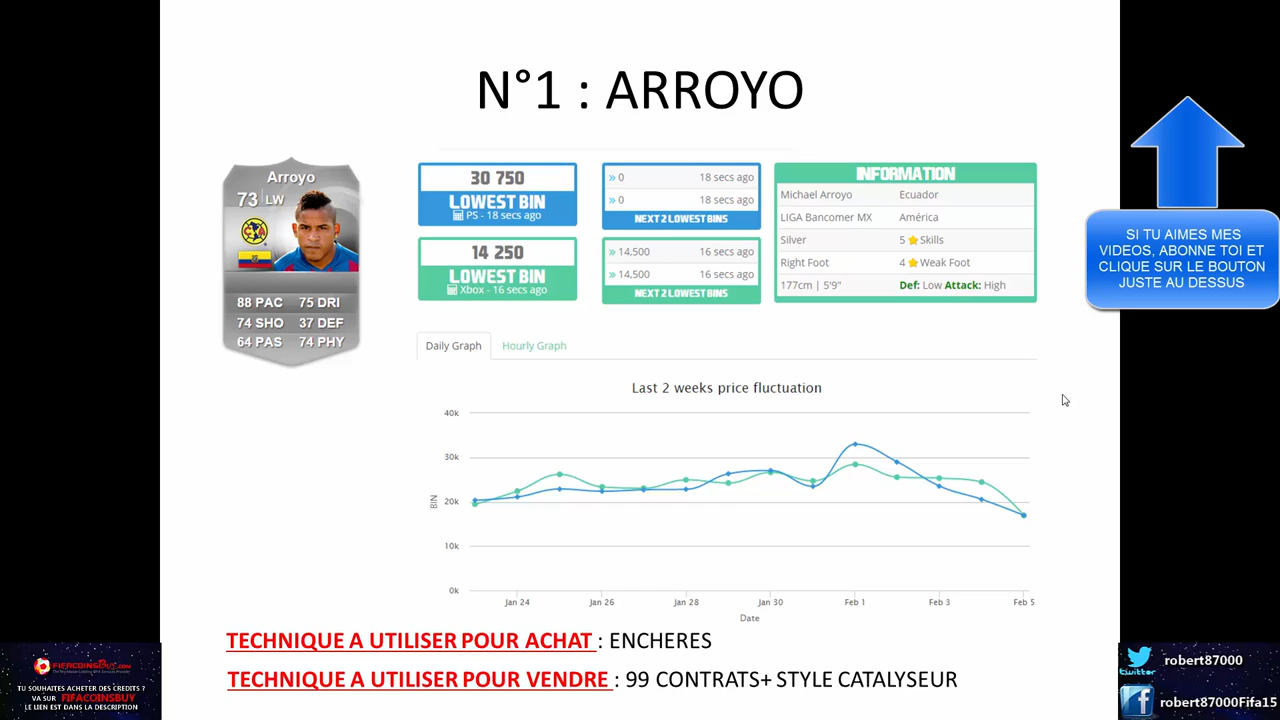 N°1 : ARROYO
Arroyo
73 LW
88 PAC 75 DRI
74 SHO 37 DEF
64 PAS 74 PHY
30 750
LOWEST BIN
PS - 18 secs ago
14 250
LOWEST BIN
Xbox - 16 secs ago
» 0 18 secs ago
» 0 18 secs ago
NEXT 2 LOWEST BINS
» 14,500 16 secs ago
» 14,500 16 secs ago
NEXT 2 LOWEST BINS
INFORMATION
Michael Arroyo Ecuador
LIGA Bancomer MX América
Silver 5 ★ Skills
Right Foot 4 ★ Weak Foot
177cm | 5'9" Def: Low Attack: High
SI TU AIMES MES
VIDEOS, ABONNE TOI ET
CLIQUE SUR LE BOUTON
JUSTE AU DESSUS
Daily Graph Hourly Graph
Last 2 weeks price fluctuation
40k
30k
20k
10k
0k
BIN
Jan 24 Jan 26 Jan 28 Jan 30 Feb 1 Feb 3 Feb 5
Date
TECHNIQUE A UTILISER POUR ACHAT : ENCHERES
TECHNIQUE A UTILISER POUR VENDRE : 99 CONTRATS+ STYLE CATALYSEUR
FIFACOINSBUY.COM
TU SOUHAITES ACHETER DES CRÉDITS ?
VA SUR FIFACOINSBUY
LE LIEN EST DANS LA DESCRIPTION
twitter robert87000
robert87000Fifa15